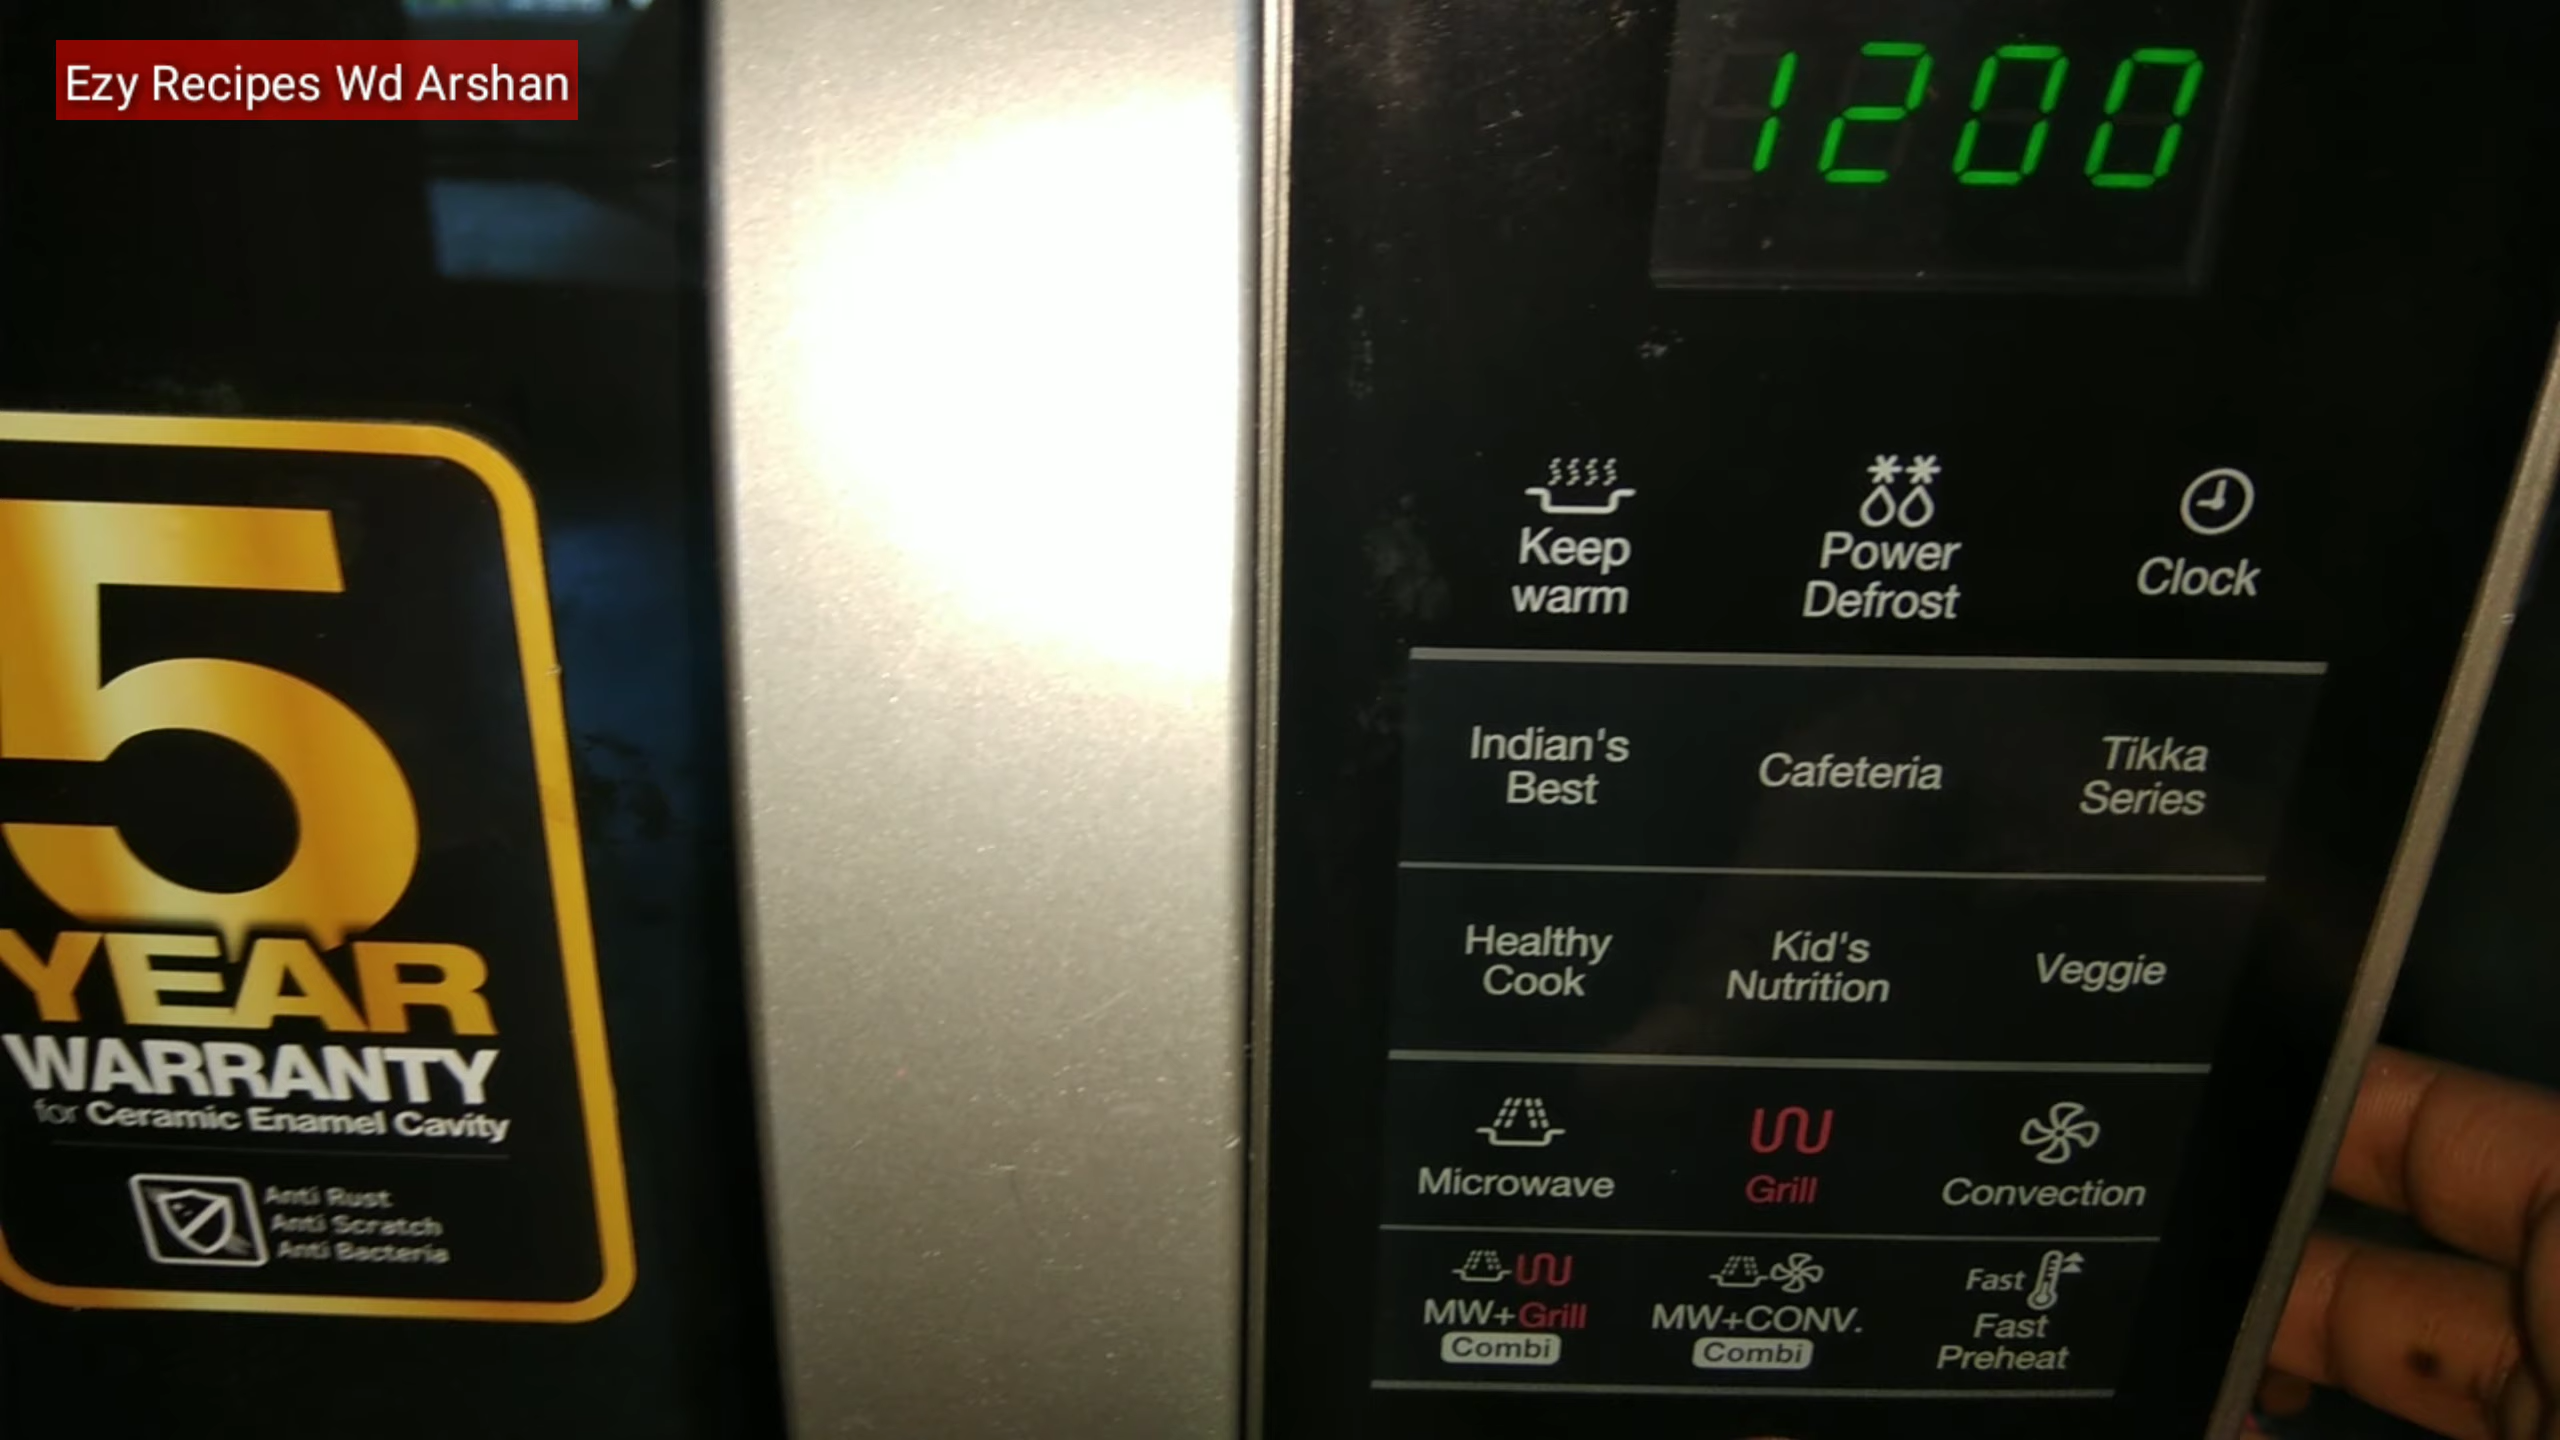 Ezy Recipes Wd Arshan
1200
Keep
warm
Power
Defrost
Clock
Indian's
Best
Cafeteria
Tikka
Series
Healthy
Cook
Kid's
Nutrition
Veggie
Microwave
Grill
Convection
MW+Grill
Combi
MW+CONV.
Combi
Fast
Fast
Preheat
5
YEAR
WARRANTY
for Ceramic Enamel Cavity
Anti Rust
Anti Scratch
Anti Bacteria